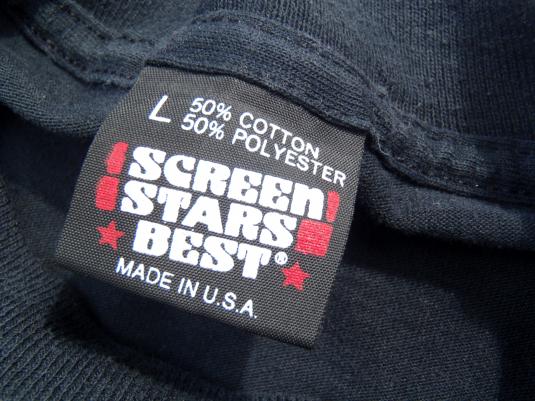 L 50% COTTON
50% POLYESTER
SCREEN
STARS
BEST®
MADE IN U.S.A.